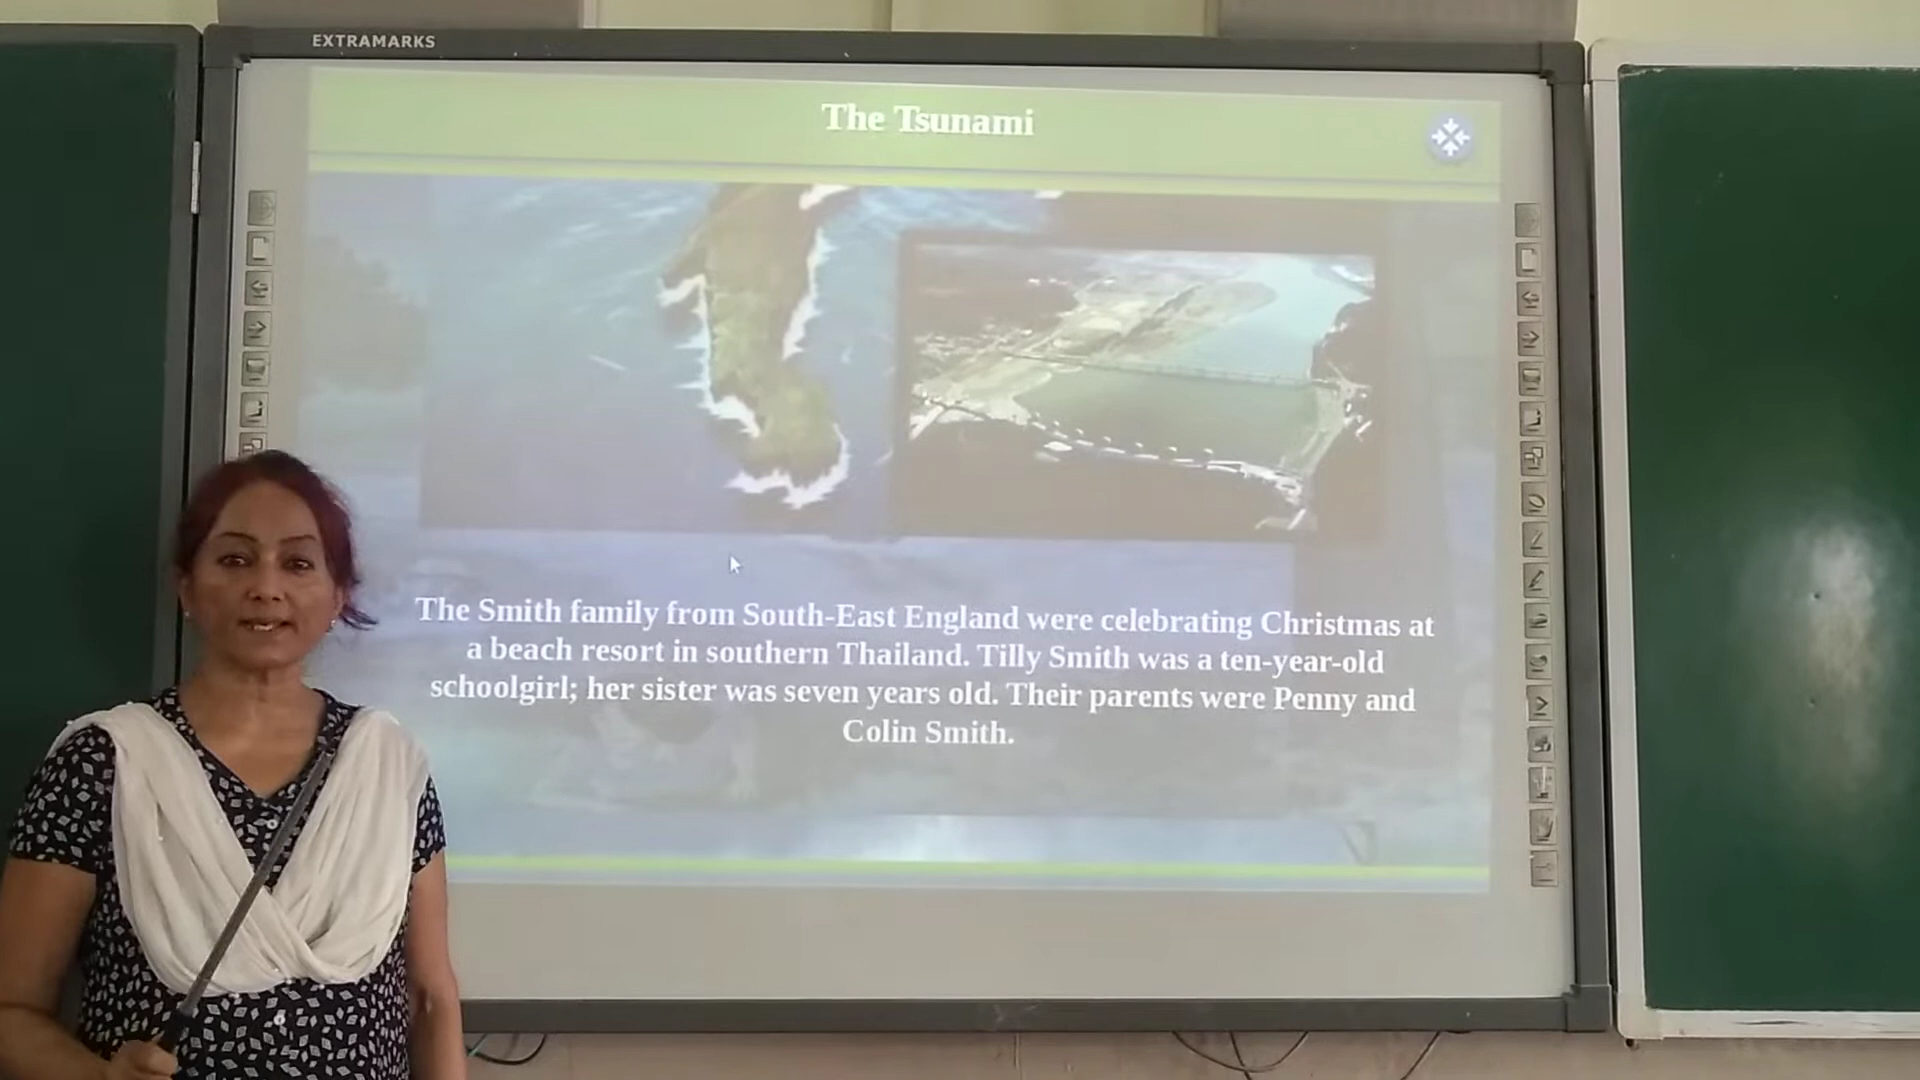 EXTRAMARKS
The Tsunami
The Smith family from South-East England were celebrating Christmas at
a beach resort in southern Thailand. Tilly Smith was a ten-year-old
schoolgirl; her sister was seven years old. Their parents were Penny and
Colin Smith.